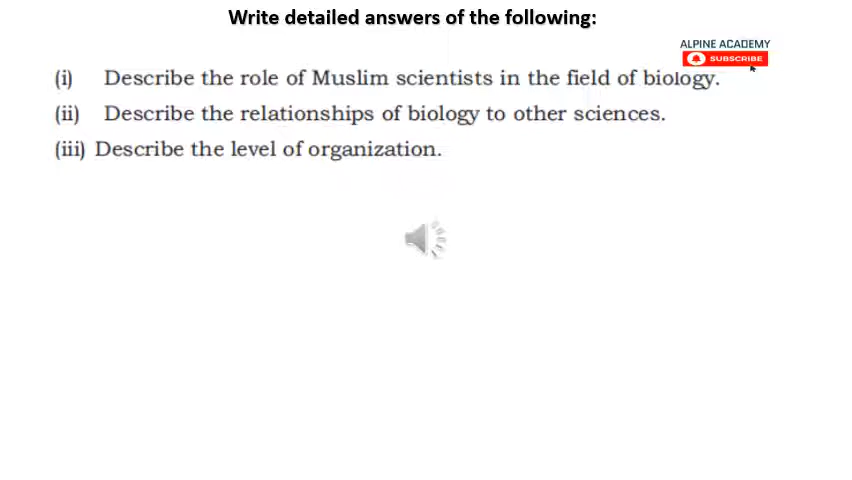 Write detailed answers of the following:
ALPINE ACADEMY
SUBSCRIBE
(i) Describe the role of Muslim scientists in the field of biology.
(ii) Describe the relationships of biology to other sciences.
(iii) Describe the level of organization.